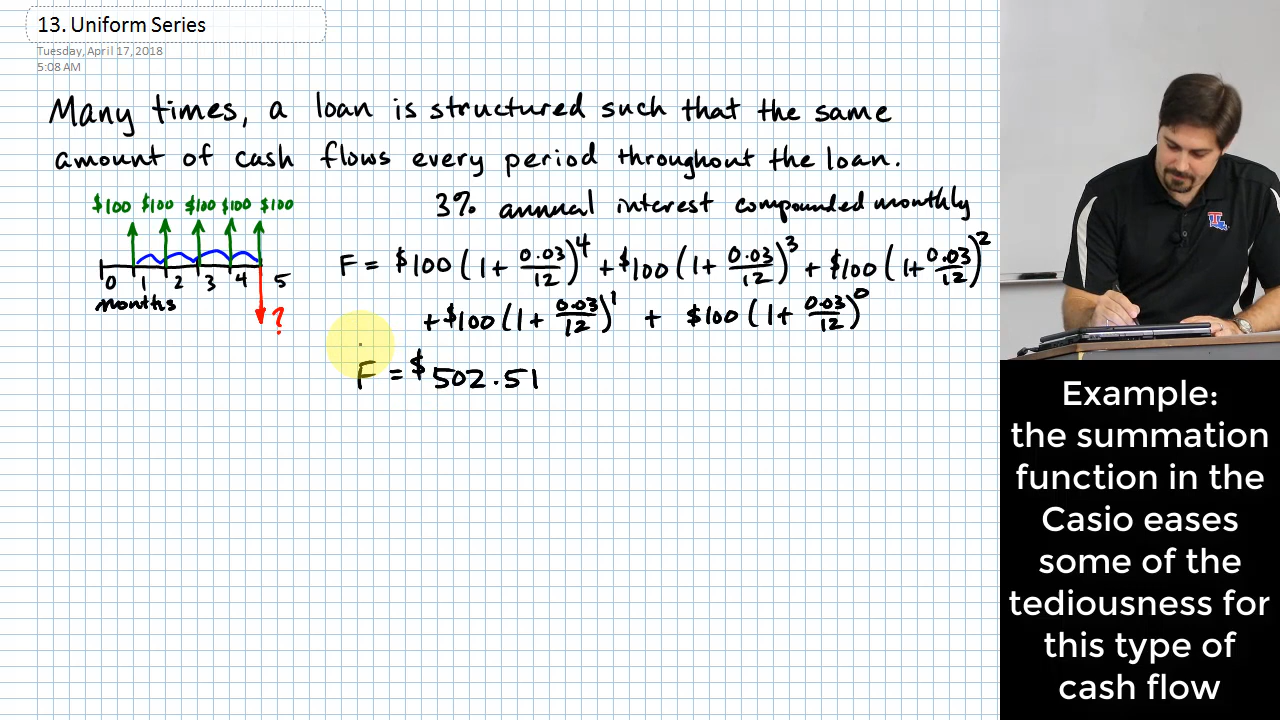 13. Uniform Series
Tuesday, April 17, 2018
5:08 AM
Many times, a loan is structured such that the same
amount of cash flows every period throughout the loan.
$100 $100 $100 $100 $100
0 1 2 3 4 5
months
?
3% annual interest compounded monthly
F = $100 (1 + 0.03/12)^4 + $100 (1 + 0.03/12)^3 + $100 (1 + 0.03/12)^2
+ $100 (1 + 0.03/12)^1 + $100 (1 + 0.03/12)^0
F = $502.51
Example:
the summation
function in the
Casio eases
some of the
tediousness for
this type of
cash flow